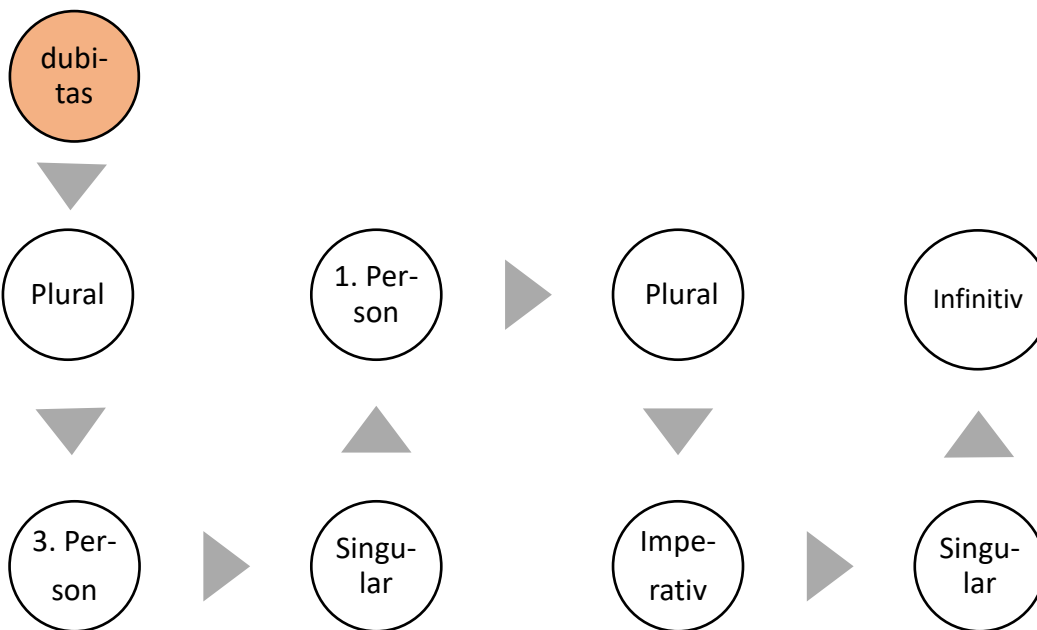 dubi-
tas
Plural
3. Per-
son
Singu-
lar
1. Per-
son
Plural
Impe-
rativ
Singu-
lar
Infinitiv